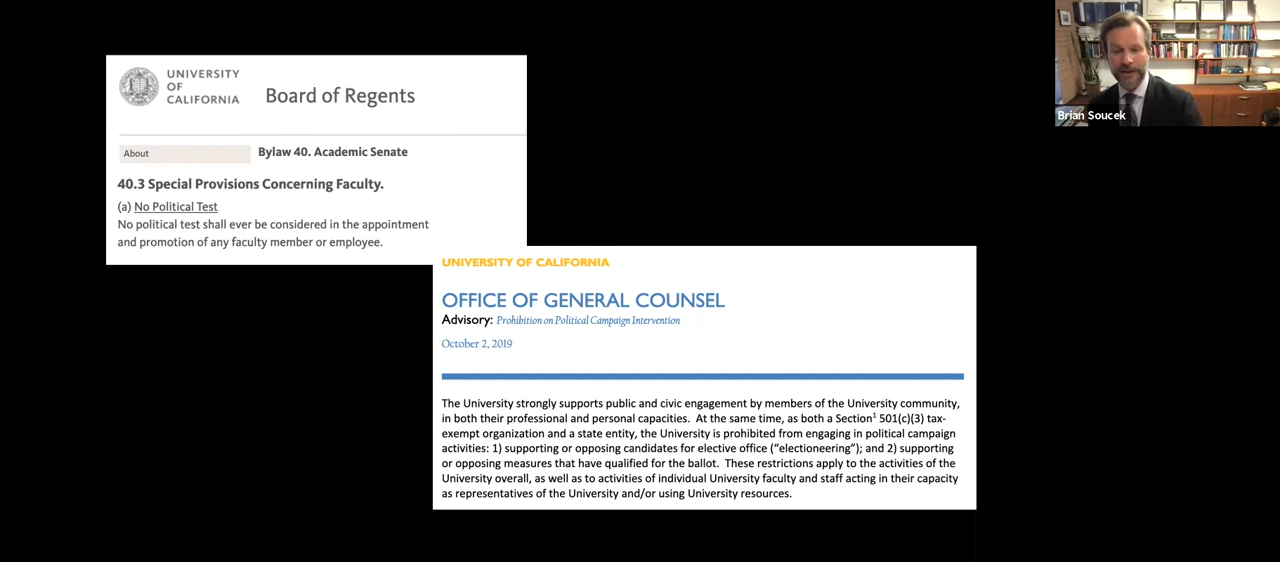 UNIVERSITY
OF
CALIFORNIA
Board of Regents
About
Bylaw 40. Academic Senate
40.3 Special Provisions Concerning Faculty.
(a) No Political Test
No political test shall ever be considered in the appointment
and promotion of any faculty member or employee.
UNIVERSITY OF CALIFORNIA
OFFICE OF GENERAL COUNSEL
Advisory: Prohibition on Political Campaign Intervention
October 2, 2019
The University strongly supports public and civic engagement by members of the University community,
in both their professional and personal capacities. At the same time, as both a Section¹ 501(c)(3) tax-
exempt organization and a state entity, the University is prohibited from engaging in political campaign
activities: 1) supporting or opposing candidates for elective office (“electioneering”); and 2) supporting
or opposing measures that have qualified for the ballot. These restrictions apply to the activities of the
University overall, as well as to activities of individual University faculty and staff acting in their capacity
as representatives of the University and/or using University resources.
Brian Soucek